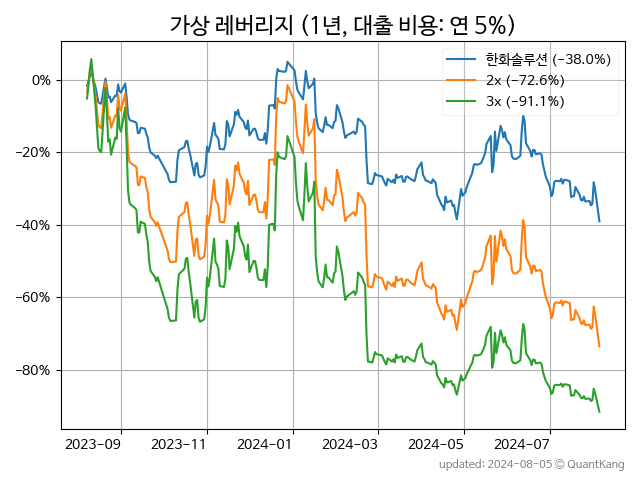 가상 레버리지 (1년, 대출 비용: 연 5%)
한화솔루션 (−38.0%)
2x (−72.6%)
3x (−91.1%)
0%
−20%
−40%
−60%
−80%
2023-09 2023-11 2024-01 2024-03 2024-05 2024-07
updated: 2024-08-05 © QuantKang